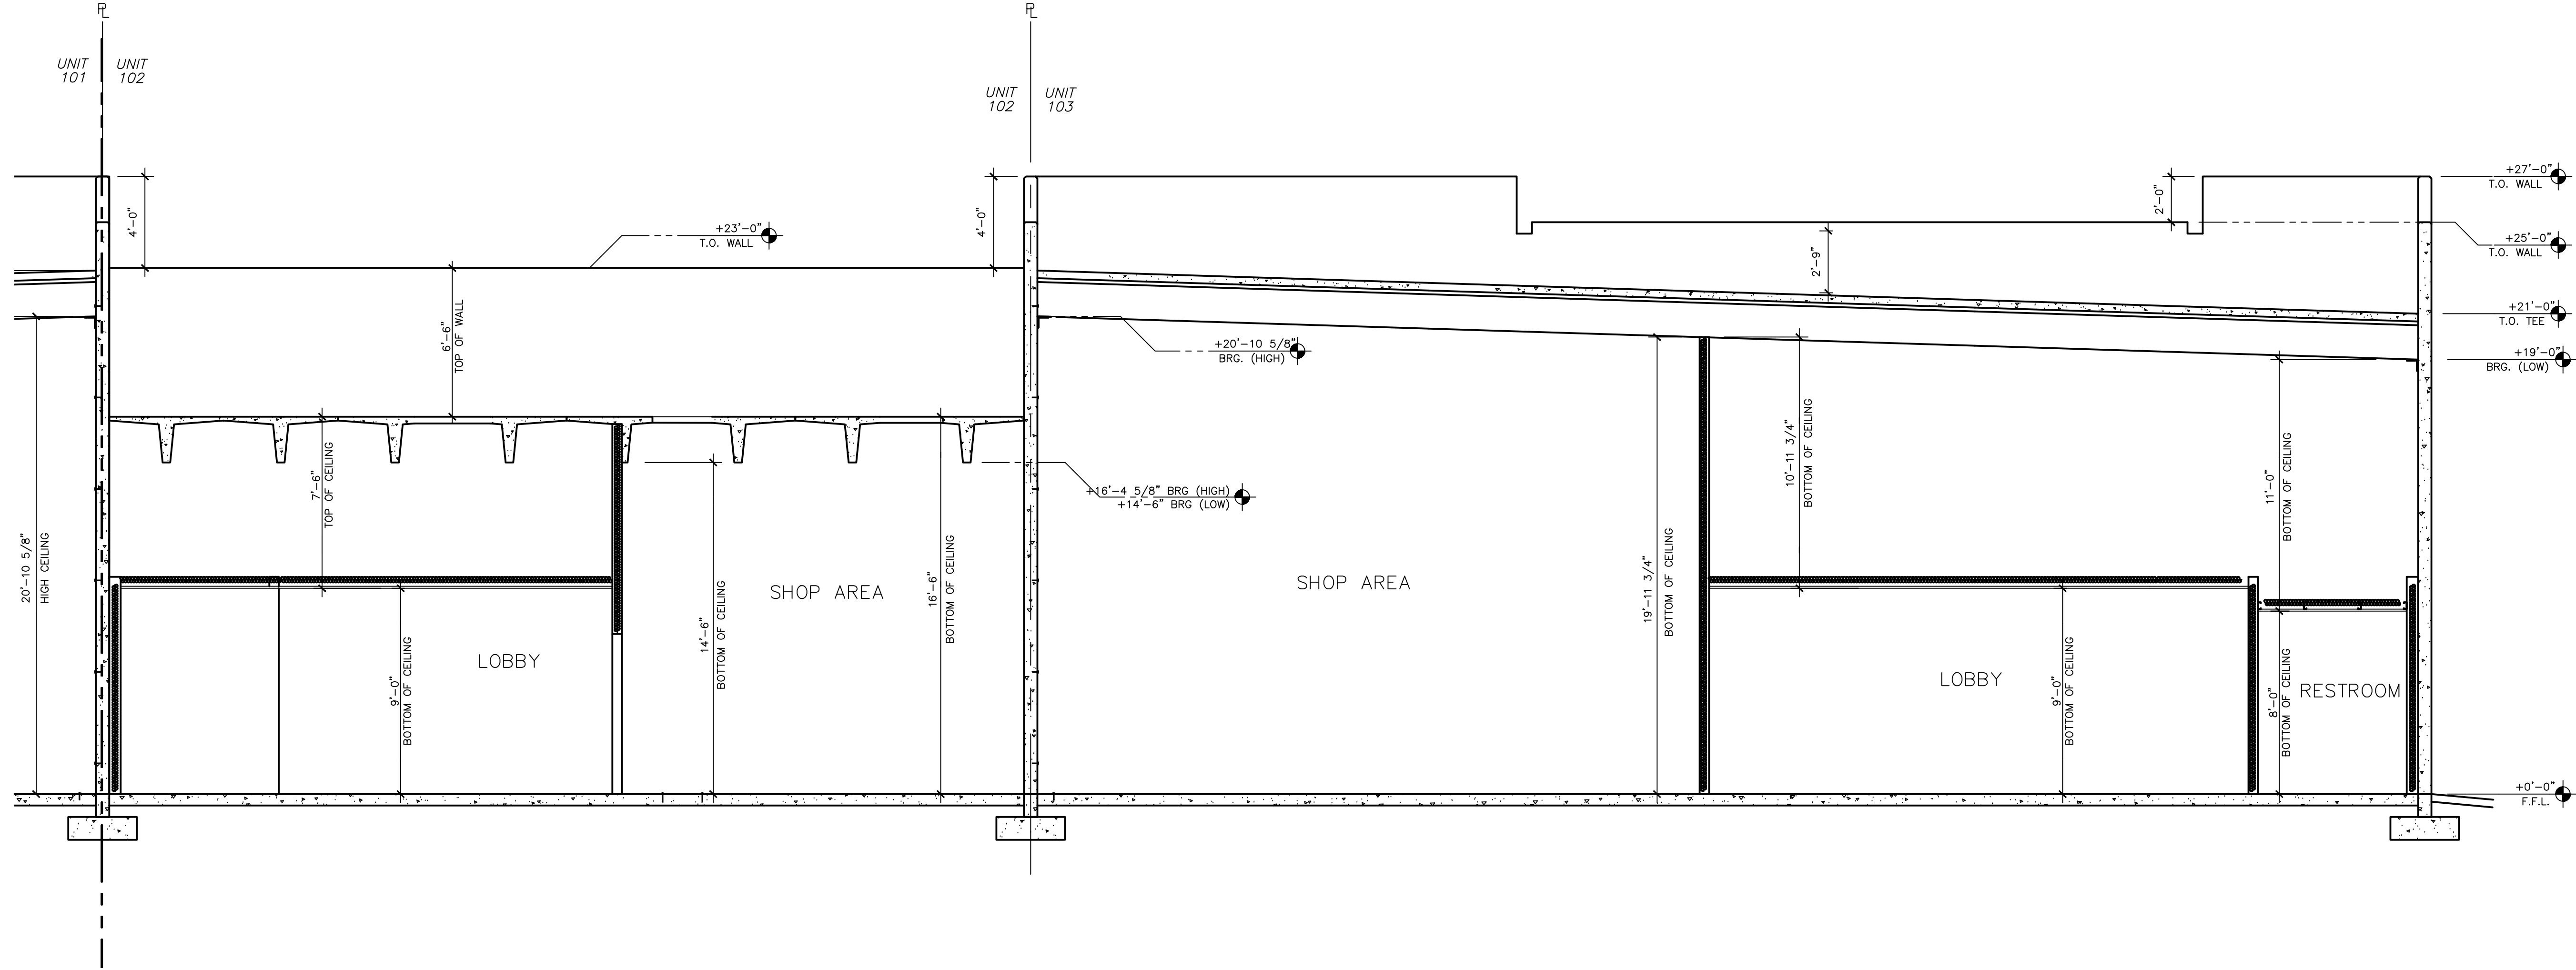 PL
PL
UNIT
101
UNIT
102
UNIT
102
UNIT
103
4'-0"
4'-0"
+23'-0"
T.O. WALL
2'-0"
+27'-0"
T.O. WALL
+25'-0"
T.O. WALL
2'-9"
6'-6"
TOP OF WALL
+21'-0"
T.O. TEE
+20'-10 5/8"
BRG. (HIGH)
+19'-0"
BRG. (LOW)
7'-6"
TOP OF CEILING
10'-11 3/4"
BOTTOM OF CEILING
11'-0"
BOTTOM OF CEILING
+16'-4 5/8" BRG (HIGH)
+14'-6" BRG (LOW)
20'-10 5/8"
HIGH CEILING
14'-6"
BOTTOM OF CEILING
SHOP AREA
16'-6"
BOTTOM OF CEILING
SHOP AREA
19'-11 3/4"
BOTTOM OF CEILING
9'-0"
BOTTOM OF CEILING
LOBBY
LOBBY
9'-0"
BOTTOM OF CEILING
8'-0"
BOTTOM OF CEILING
RESTROOM
+0'-0"
F.F.L.